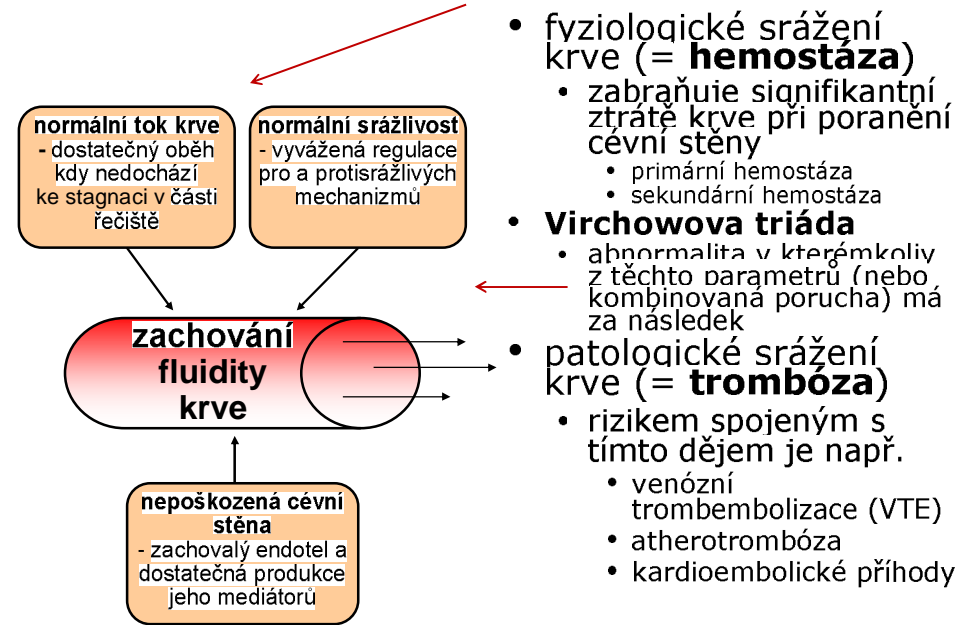 normální tok krve
- dostatečný oběh
kdy nedochází
ke stagnaci v části
řečiště
normální srážlivost
- vyvážená regulace
pro a protisrážlivých
mechanizmů
zachování
fluidity
krve
nepoškozená cévní
stěna
- zachovalý endotel a
dostatečná produkce
jeho mediátorů
• fyziologické srážení
krve (= hemostáza)
• zabraňuje signifikantní
ztrátě krve při poranění
cévní stěny
• primární hemostáza
• sekundární hemostáza
• Virchowova triáda
• abnormalita v kterémkoliv
z těchto parametrů (nebo
kombinovaná porucha) má
za následek
• patologické srážení
krve (= trombóza)
• rizikem spojeným s
tímto dějem je např.
• venózní
trombembolizace (VTE)
• atherotrombóza
• kardioembolické příhody